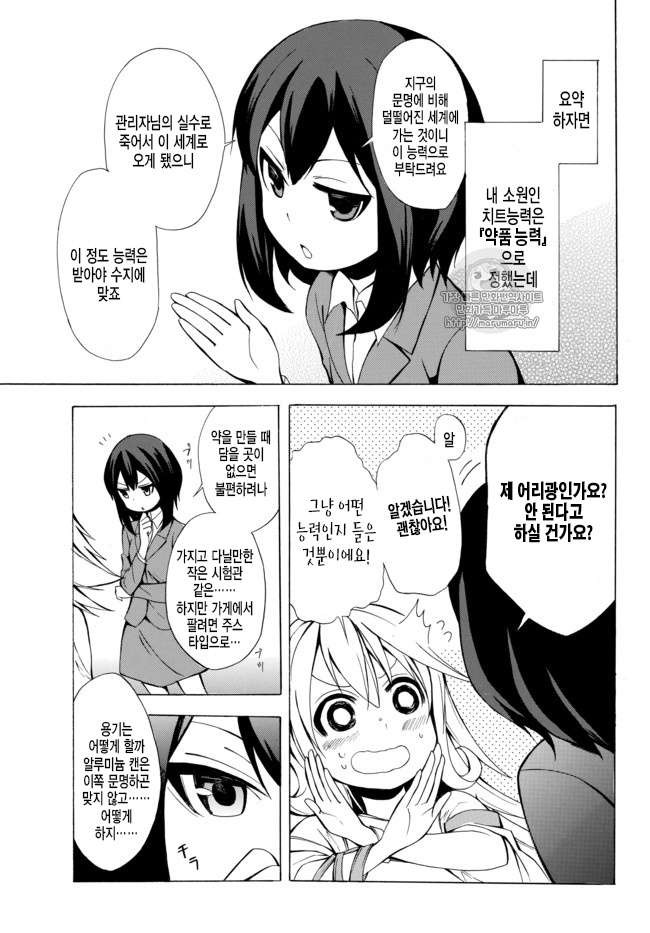 요약
하자면
내 소원인
치트능력은
『약품 능력』
으로
정했는데
지구의
문명에 비해
덜떨어진 세계에
가는 것이니
이 능력으로
부탁드려요
관리자님의 실수로
죽어서 이 세계로
오게 됐으니
이 정도 능력은
받아야 수지에
맞죠
http://marumaru.in/
제 어리광인가요?
안 된다고
하실 건가요?
알
알겠습니다!
괜찮아요!
그냥 어떤
능력인지 들은
것뿐이에요!
약을 만들 때
담을 곳이
없으면
불편하려나
가지고 다닐만한
작은 시험관
같은……
하지만 가게에서
팔려면 주스
타입으로…
ブツ
ブツ
용기는
어떻게 할까
알루미늄 캔은
이쪽 문명하곤
맞지 않고……
어떻게
하지……
チラ